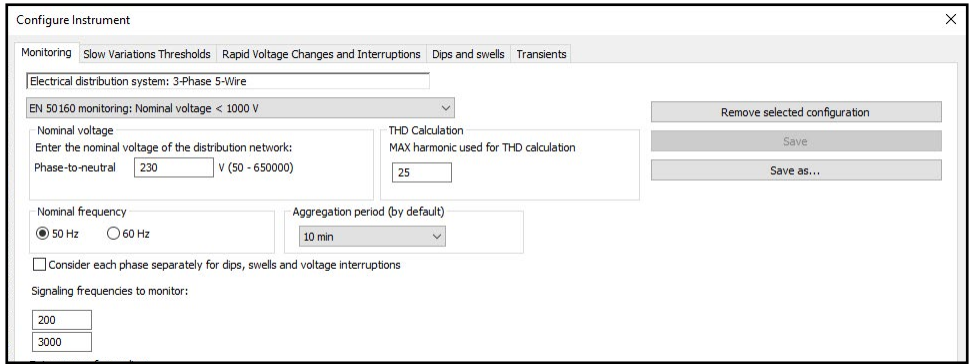 Configure Instrument
Monitoring Slow Variations Thresholds Rapid Voltage Changes and Interruptions Dips and swells Transients
Electrical distribution system: 3-Phase 5-Wire
EN 50160 monitoring: Nominal voltage < 1000 V
Remove selected configuration
Save
Save as...
Nominal voltage
Enter the nominal voltage of the distribution network:
Phase-to-neutral 230 V (50 - 650000)
THD Calculation
MAX harmonic used for THD calculation
25
Nominal frequency
50 Hz 60 Hz
Aggregation period (by default)
10 min
Consider each phase separately for dips, swells and voltage interruptions
Signaling frequencies to monitor:
200
3000